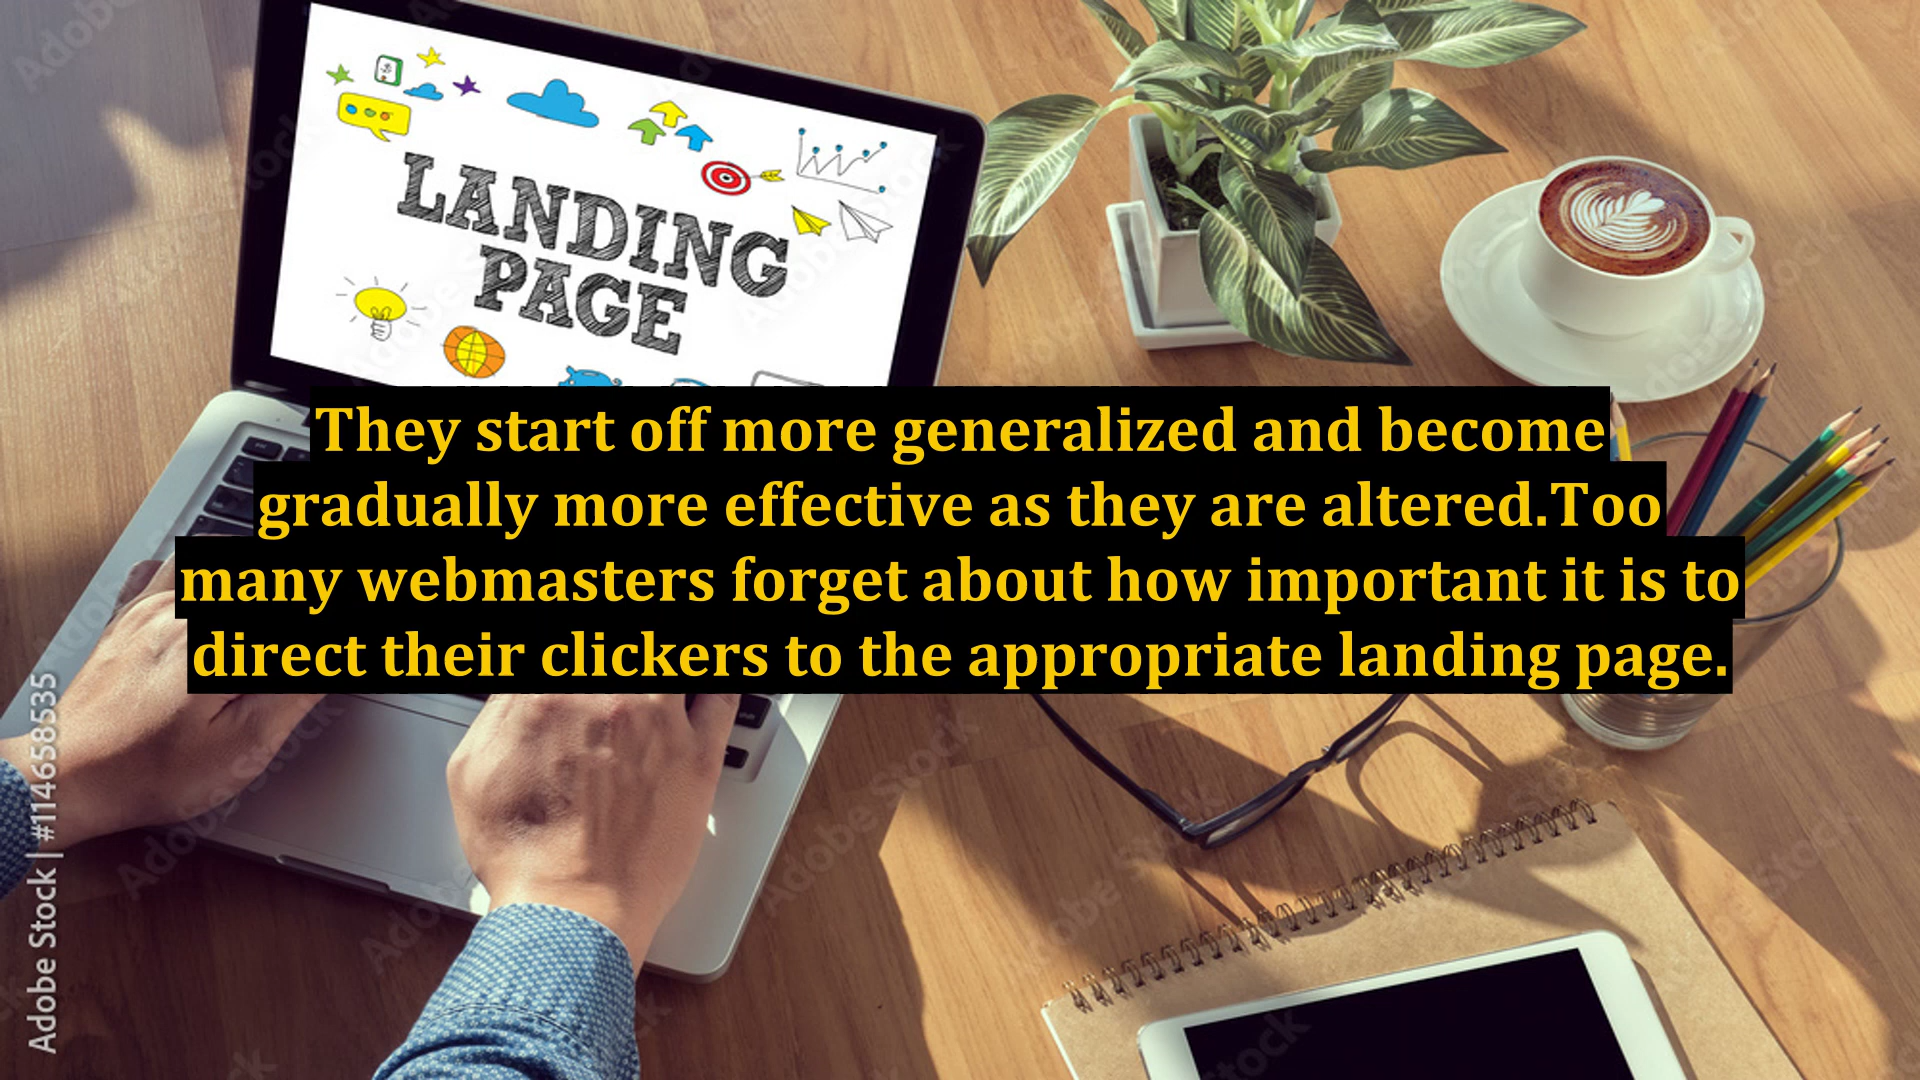 LANDING
PAGE
They start off more generalized and become
gradually more effective as they are altered.Too
many webmasters forget about how important it is to
direct their clickers to the appropriate landing page.
Adobe Stock | #114658535